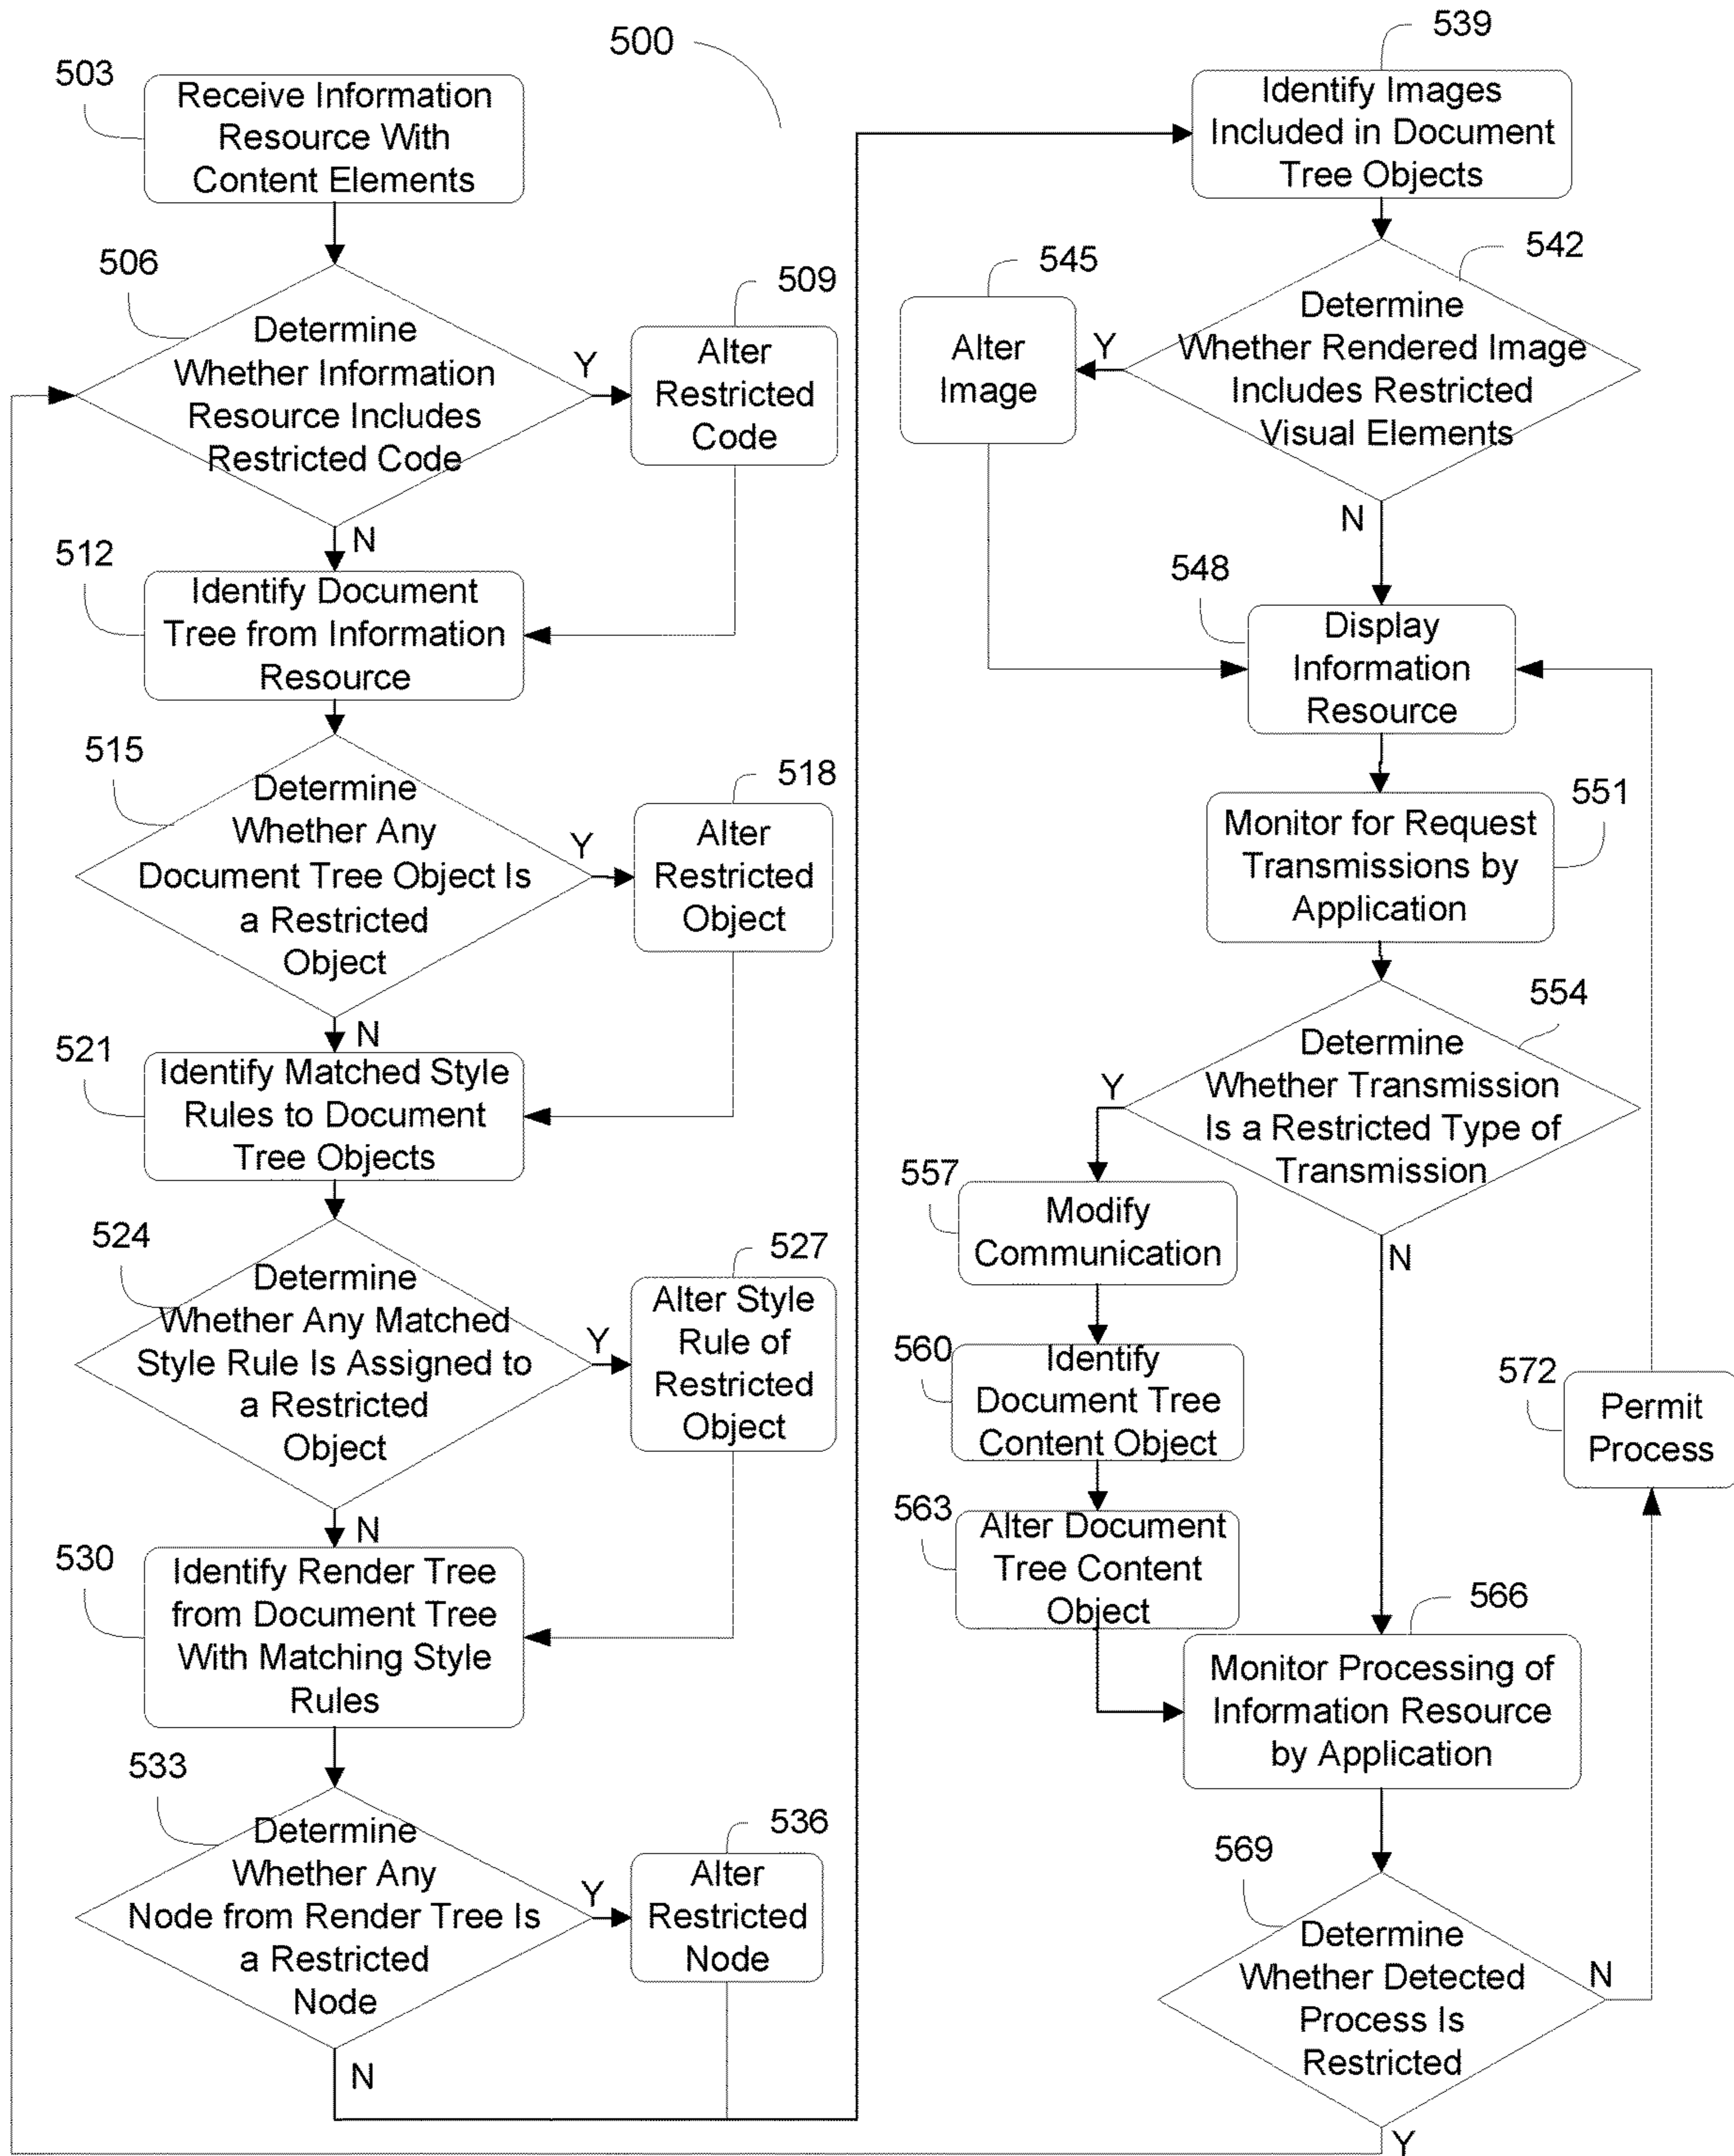 500
503
Receive Information
Resource With
Content Elements
506
Determine
Whether Information
Resource Includes
Restricted Code
Y
N
509
Alter
Restricted
Code
512
Identify Document
Tree from Information
Resource
515
Determine
Whether Any
Document Tree Object Is
a Restricted
Object
Y
N
518
Alter
Restricted
Object
521
Identify Matched Style
Rules to Document
Tree Objects
524
Determine
Whether Any Matched
Style Rule Is Assigned to
a Restricted
Object
Y
N
527
Alter Style
Rule of
Restricted
Object
530
Identify Render Tree
from Document Tree
With Matching Style
Rules
533
Determine
Whether Any
Node from Render Tree Is
a Restricted
Node
Y
N
536
Alter
Restricted
Node
539
Identify Images
Included in Document
Tree Objects
542
Determine
Whether Rendered Image
Includes Restricted
Visual Elements
Y
N
545
Alter
Image
548
Display
Information
Resource
551
Monitor for Request
Transmissions by
Application
554
Determine
Whether Transmission
Is a Restricted Type of
Transmission
Y
N
557
Modify
Communication
560
Identify
Document Tree
Content Object
563
Alter Document
Tree Content
Object
566
Monitor Processing of
Information Resource
by Application
569
Determine
Whether Detected
Process Is
Restricted
N
Y
572
Permit
Process